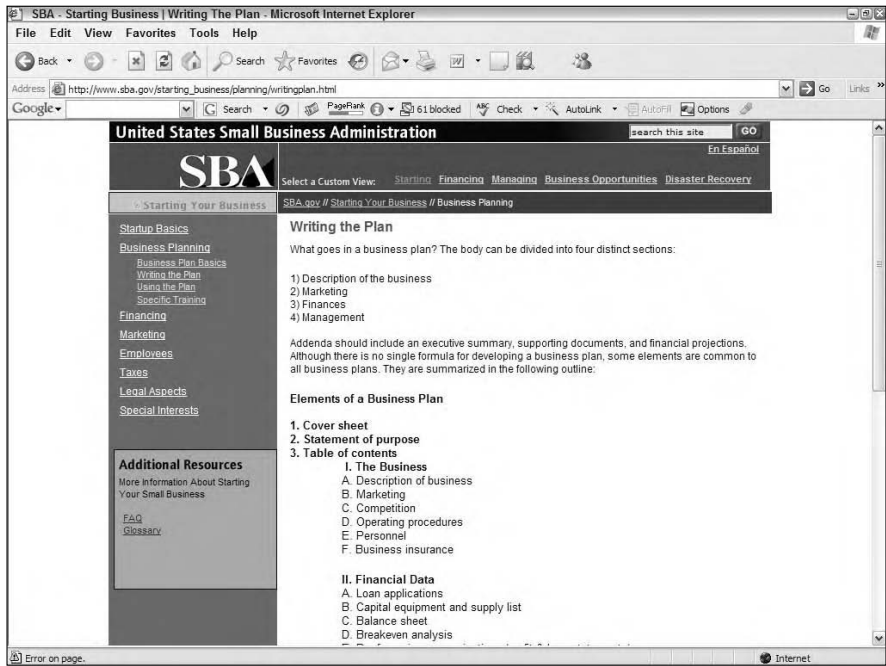 SBA - Starting Business | Writing The Plan - Microsoft Internet Explorer
File Edit View Favorites Tools Help
Back Search Favorites
Address http://www.sba.gov/starting_business/planning/writingplan.html Go Links »
Google Search PageRank 61 blocked Check AutoLink AutoFill Options
United States Small Business Administration search this site GO
En Español
SBA
Select a Custom View: Starting Financing Managing Business Opportunities Disaster Recovery
» Starting Your Business
SBA.gov // Starting Your Business // Business Planning
Startup Basics
Business Planning
Business Plan Basics
Writing the Plan
Using the Plan
Specific Training
Financing
Marketing
Employees
Taxes
Legal Aspects
Special Interests
Additional Resources
More Information About Starting
Your Small Business
FAQ
Glossary
Writing the Plan
What goes in a business plan? The body can be divided into four distinct sections:
1) Description of the business
2) Marketing
3) Finances
4) Management
Addenda should include an executive summary, supporting documents, and financial projections.
Although there is no single formula for developing a business plan, some elements are common to
all business plans. They are summarized in the following outline:
Elements of a Business Plan
1. Cover sheet
2. Statement of purpose
3. Table of contents
I. The Business
A. Description of business
B. Marketing
C. Competition
D. Operating procedures
E. Personnel
F. Business insurance
II. Financial Data
A. Loan applications
B. Capital equipment and supply list
C. Balance sheet
D. Breakeven analysis
Error on page. Internet